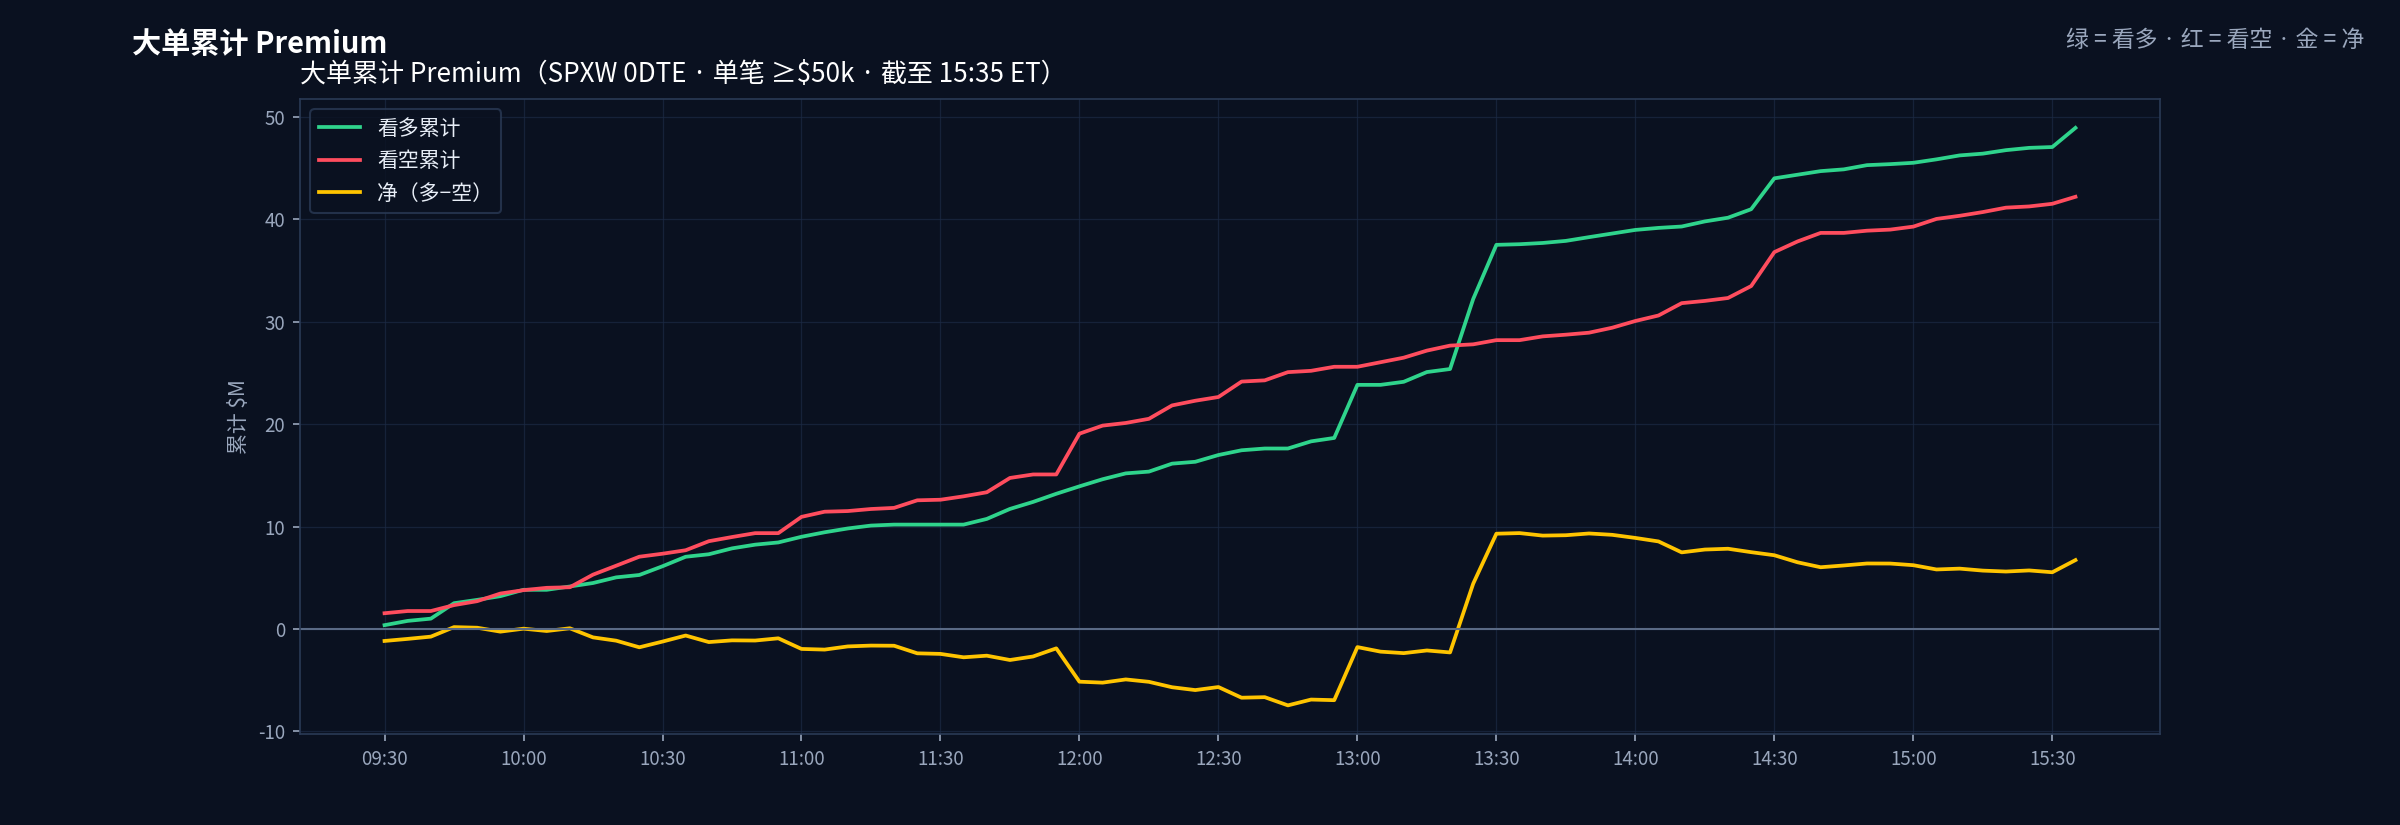 大单累计 Premium
绿 = 看多 · 红 = 看空 · 金 = 净
大单累计 Premium（SPXW 0DTE · 单笔 ≥$50k · 截至 15:35 ET）
看多累计
看空累计
净（多−空）
累计 $M
50
40
30
20
10
0
-10
09:30 10:00 10:30 11:00 11:30 12:00 12:30 13:00 13:30 14:00 14:30 15:00 15:30